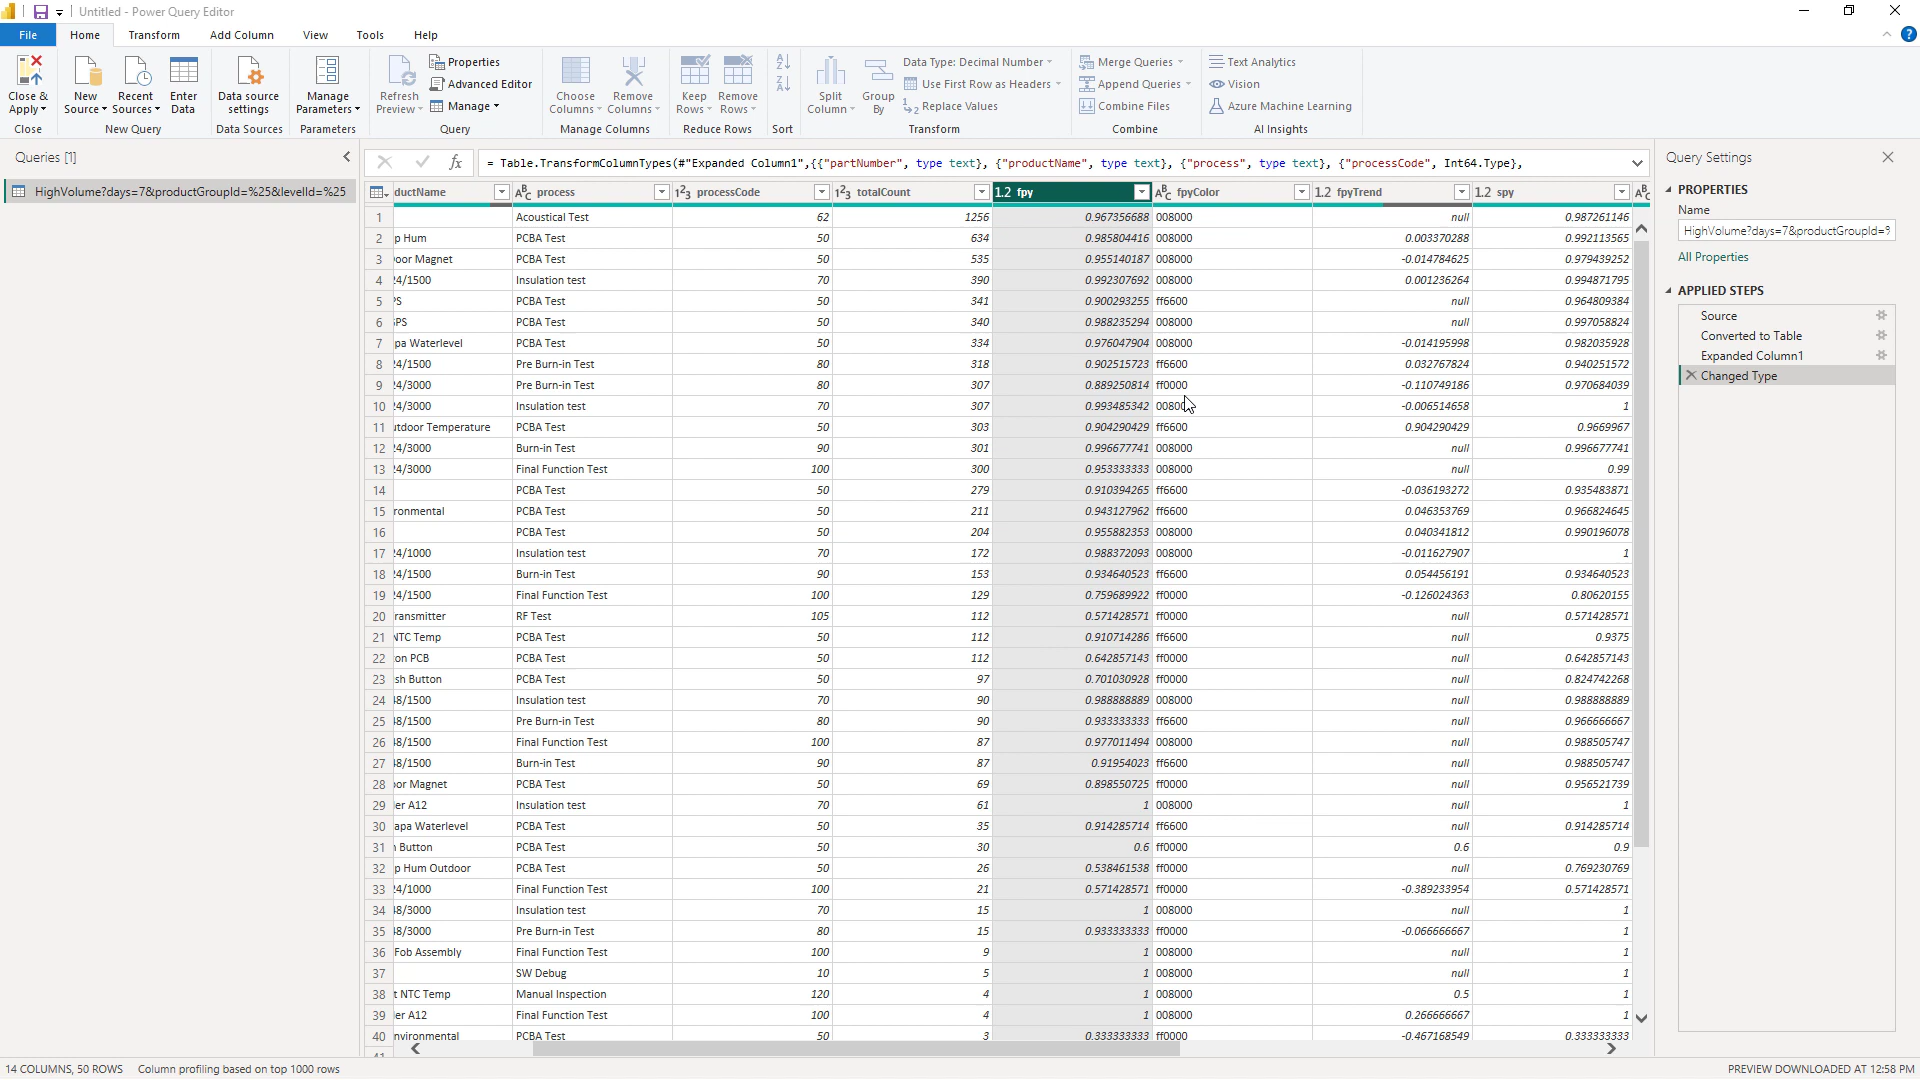 Untitled - Power Query Editor
File Home Transform Add Column View Tools Help
Close & Apply
New Source
Recent Sources
Enter Data
Data source settings
Manage Parameters
Refresh Preview
Properties
Advanced Editor
Manage
Choose Columns
Remove Columns
Keep Rows
Remove Rows
Split Column
Group By
Data Type: Decimal Number
Use First Row as Headers
Replace Values
Merge Queries
Append Queries
Combine Files
Text Analytics
Vision
Azure Machine Learning
Close New Query Data Sources Parameters Query Manage Columns Reduce Rows Sort Transform Combine AI Insights
Queries [1]
HighVolume?days=7&productGroupId=%25&levelId=%25
fx = Table.TransformColumnTypes(#"Expanded Column1",{{"partNumber", type text}, {"productName", type text}, {"process", type text}, {"processCode", Int64.Type},
ductName process processCode totalCount 1.2 fpy fpyColor 1.2 fpyTrend 1.2 spy
1 Acoustical Test 62 1256 0.967356688 008000 null 0.987261146
2 p Hum PCBA Test 50 634 0.985804416 008000 0.003370288 0.992113565
3 oor Magnet PCBA Test 50 535 0.955140187 008000 -0.014784625 0.979439252
4 24/1500 Insulation test 70 390 0.992307692 008000 0.001236264 0.994871795
5 PS PCBA Test 50 341 0.900293255 ff6600 null 0.964809384
6 GPS PCBA Test 50 340 0.988235294 008000 null 0.997058824
7 pa Waterlevel PCBA Test 50 334 0.976047904 008000 -0.014195998 0.982035928
8 24/1500 Pre Burn-in Test 80 318 0.902515723 ff6600 0.032767824 0.940251572
9 24/3000 Pre Burn-in Test 80 307 0.889250814 ff0000 -0.110749186 0.970684039
10 24/3000 Insulation test 70 307 0.993485342 008000 -0.006514658 1
11 utdoor Temperature PCBA Test 50 303 0.904290429 ff6600 0.904290429 0.9669967
12 24/3000 Burn-in Test 90 301 0.996677741 008000 null 0.996677741
13 24/3000 Final Function Test 100 300 0.953333333 008000 null 0.99
14 PCBA Test 50 279 0.910394265 ff6600 -0.036193272 0.935483871
15 ronmental PCBA Test 50 211 0.943127962 ff6600 0.046353769 0.966824645
16 PCBA Test 50 204 0.955882353 008000 0.040341812 0.990196078
17 24/1000 Insulation test 70 172 0.988372093 008000 -0.011627907 1
18 24/1500 Burn-in Test 90 153 0.934640523 ff6600 0.054456191 0.934640523
19 24/1500 Final Function Test 100 129 0.759689922 ff0000 -0.126024363 0.80620155
20 ransmitter RF Test 105 112 0.571428571 ff0000 null 0.571428571
21 NTC Temp PCBA Test 50 112 0.910714286 ff6600 null 0.9375
22 ton PCB PCBA Test 50 112 0.642857143 ff0000 null 0.642857143
23 sh Button PCBA Test 50 97 0.701030928 ff0000 null 0.824742268
24 48/1500 Insulation test 70 90 0.988888889 008000 null 0.988888889
25 48/1500 Pre Burn-in Test 80 90 0.933333333 ff6600 null 0.966666667
26 48/1500 Final Function Test 100 87 0.977011494 008000 null 0.988505747
27 48/1500 Burn-in Test 90 87 0.91954023 ff6600 null 0.988505747
28 oor Magnet PCBA Test 50 69 0.898550725 ff0000 null 0.956521739
29 er A12 Insulation test 70 61 1 008000 null 1
30 apa Waterlevel PCBA Test 50 35 0.914285714 ff6600 null 0.914285714
31 n Button PCBA Test 50 30 0.6 ff0000 0.6 0.9
32 p Hum Outdoor PCBA Test 50 26 0.538461538 ff0000 null 0.769230769
33 24/1000 Final Function Test 100 21 0.571428571 ff0000 -0.389233954 0.571428571
34 48/3000 Insulation test 70 15 1 008000 null 1
35 48/3000 Pre Burn-in Test 80 15 0.933333333 ff0000 -0.066666667 1
36 Fob Assembly Final Function Test 100 9 1 008000 null 1
37 SW Debug 10 5 1 008000 null 1
38 t NTC Temp Manual Inspection 120 4 1 008000 0.5 1
39 er A12 Final Function Test 100 4 1 008000 0.266666667 1
40 nvironmental PCBA Test 50 3 0.333333333 ff0000 -0.467168549 0.333333333
41
Query Settings
PROPERTIES
Name
HighVolume?days=7&productGroupId=%
All Properties
APPLIED STEPS
Source
Converted to Table
Expanded Column1
Changed Type
14 COLUMNS, 50 ROWS Column profiling based on top 1000 rows PREVIEW DOWNLOADED AT 12:58 PM